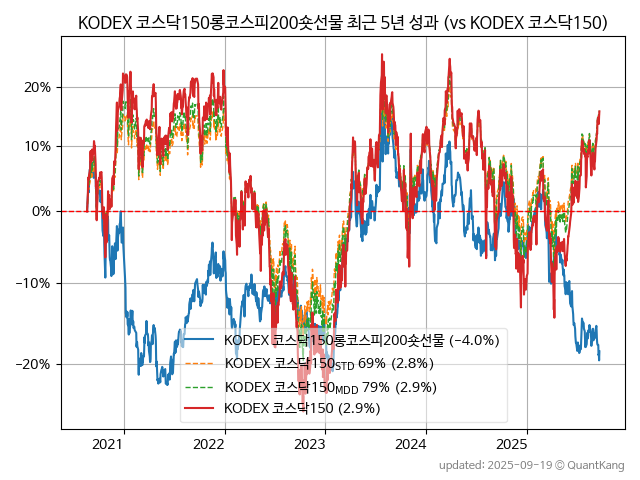 KODEX 코스닥150롱코스피200숏선물 최근 5년 성과 (vs KODEX 코스닥150)
20%
10%
0%
−10%
−20%
KODEX 코스닥150롱코스피200숏선물 (−4.0%)
KODEX 코스닥150STD 69% (2.8%)
KODEX 코스닥150MDD 79% (2.9%)
KODEX 코스닥150 (2.9%)
2021 2022 2023 2024 2025
updated: 2025-09-19 © QuantKang